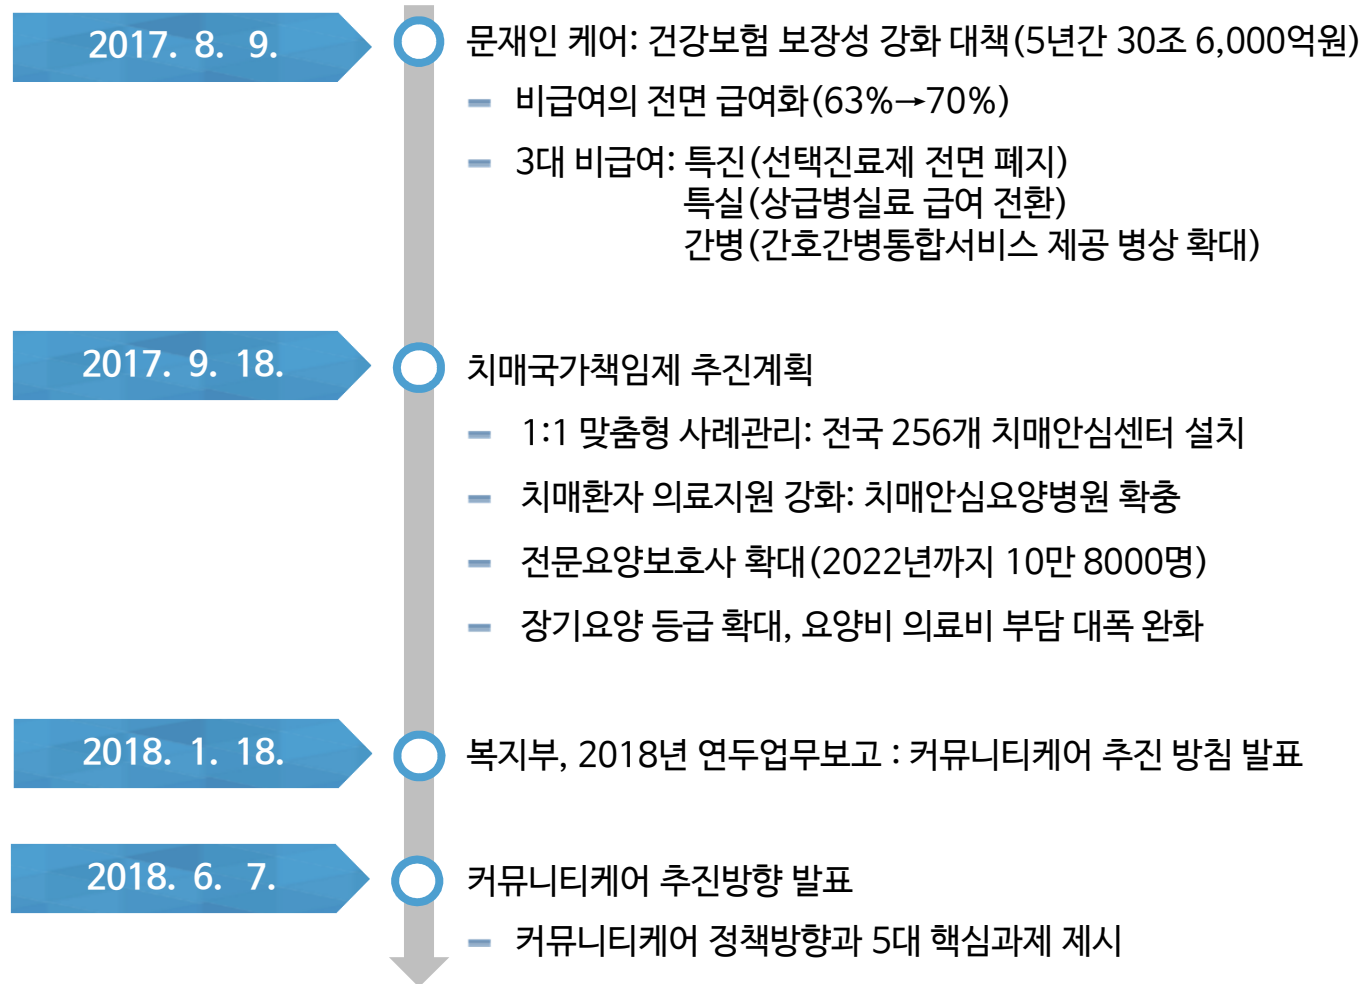 2017. 8. 9.
문재인 케어: 건강보험 보장성 강화 대책(5년간 30조 6,000억원)
- 비급여의 전면 급여화(63%→70%)
- 3대 비급여: 특진(선택진료제 전면 폐지)
특실(상급병실료 급여 전환)
간병(간호간병통합서비스 제공 병상 확대)
2017. 9. 18.
치매국가책임제 추진계획
- 1:1 맞춤형 사례관리: 전국 256개 치매안심센터 설치
- 치매환자 의료지원 강화: 치매안심요양병원 확충
- 전문요양보호사 확대(2022년까지 10만 8000명)
- 장기요양 등급 확대, 요양비 의료비 부담 대폭 완화
2018. 1. 18.
복지부, 2018년 연두업무보고 : 커뮤니티케어 추진 방침 발표
2018. 6. 7.
커뮤니티케어 추진방향 발표
- 커뮤니티케어 정책방향과 5대 핵심과제 제시